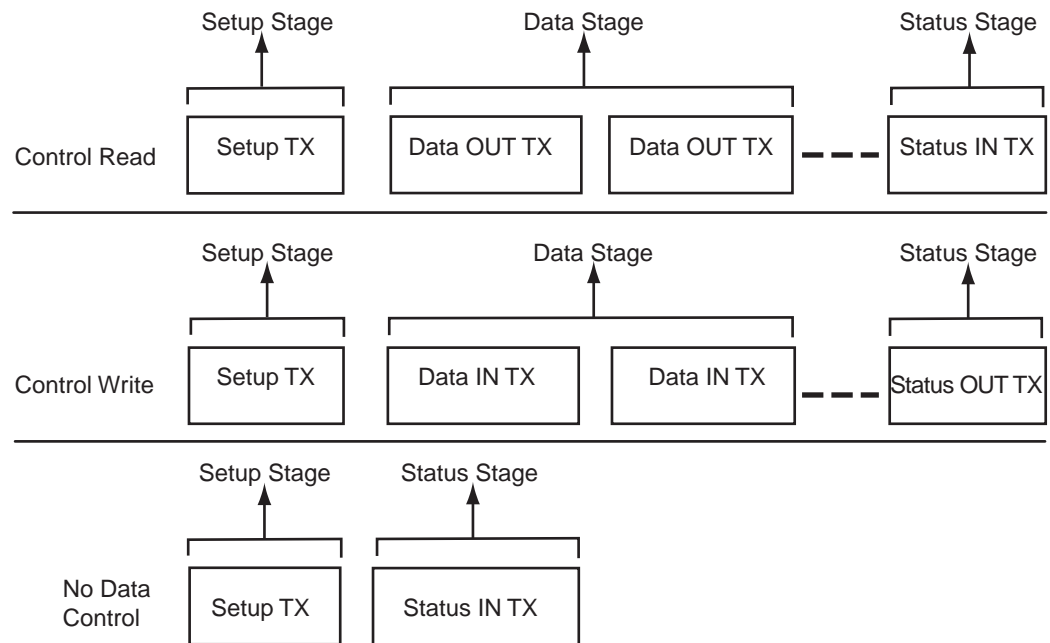 Setup Stage Data Stage Status Stage
Control Read Setup TX Data OUT TX Data OUT TX Status IN TX
Setup Stage Data Stage Status Stage
Control Write Setup TX Data IN TX Data IN TX Status OUT TX
Setup Stage Status Stage
No Data
Control Setup TX Status IN TX